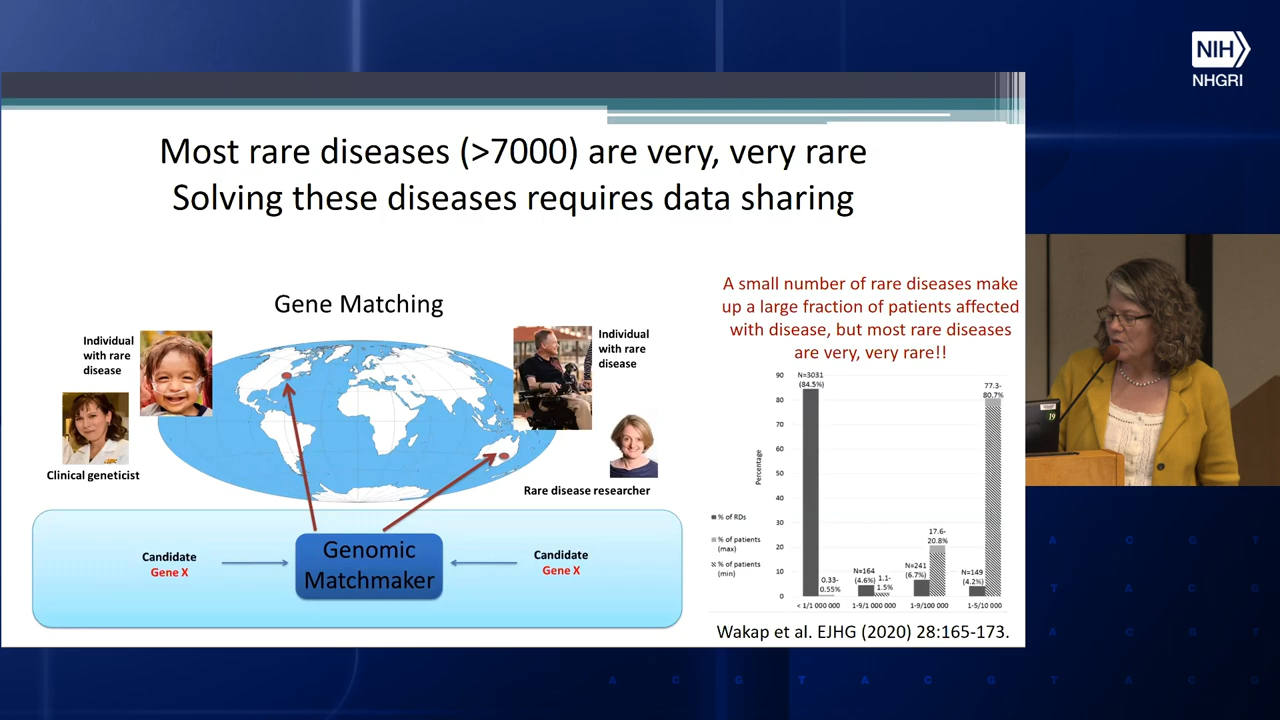 NIH
NHGRI
Most rare diseases (>7000) are very, very rare
Solving these diseases requires data sharing
Gene Matching
Individual
with rare
disease
Clinical geneticist
Individual
with rare
disease
Rare disease researcher
Candidate
Gene X
Genomic
Matchmaker
Candidate
Gene X
A small number of rare diseases make
up a large fraction of patients affected
with disease, but most rare diseases
are very, very rare!!
90
80
70
60
50
40
30
20
10
0
Percentage
N=3031
(84.5%)
0.33-
0.55%
N=164
(4.6%)
1.1-
1.5%
N=241
(6.7%)
17.6-
20.8%
N=149
(4.2%)
77.3-
80.7%
% of RDs
% of patients
(max)
% of patients
(min)
< 1/1 000 000
1-9/1 000 000
1-9/100 000
1-5/10 000
Wakap et al. EJHG (2020) 28:165-173.
19
A C G T
T A C G
A C
A C
A C G T A C G T A C